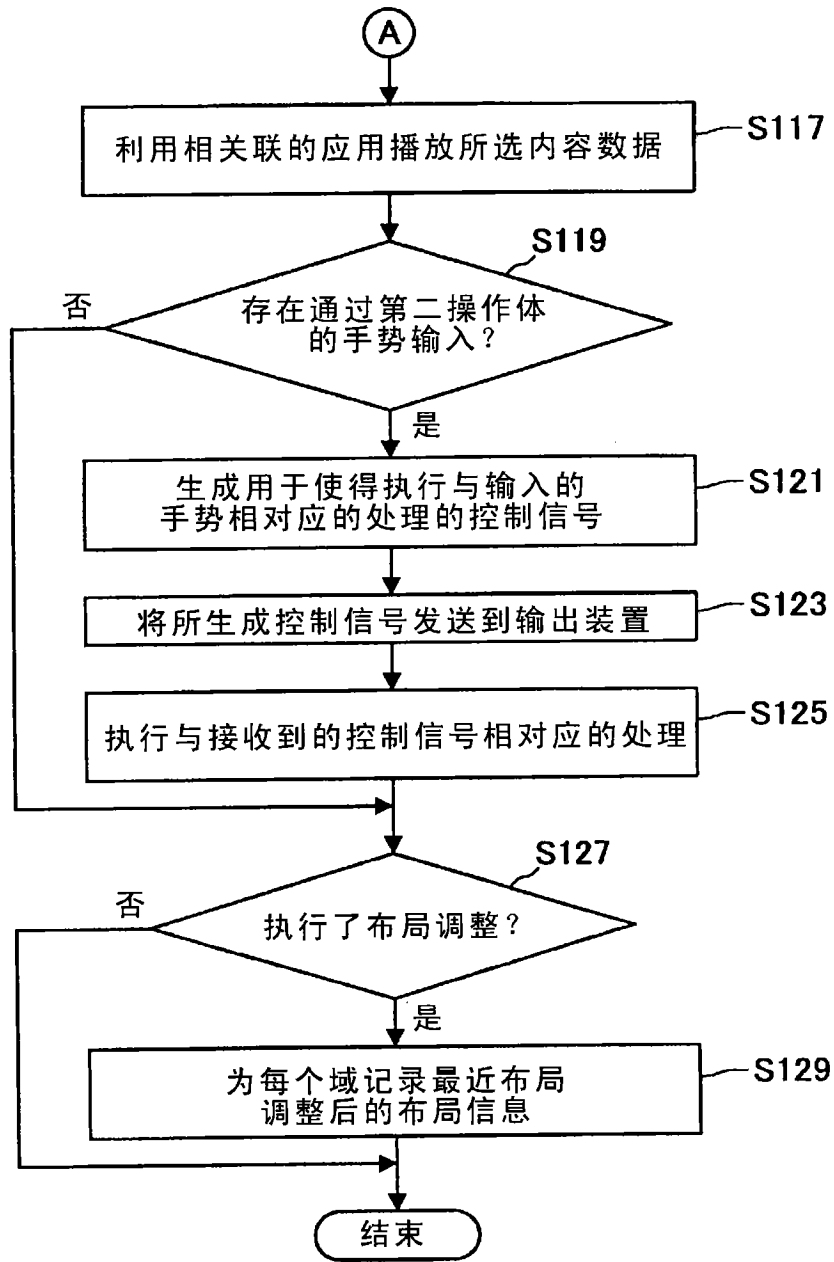 A
利用相关联的应用播放所选内容数据
S117
S119
否
存在通过第二操作体
的手势输入?
是
生成用于使得执行与输入的
手势相对应的处理的控制信号
S121
将所生成控制信号发送到输出装置
S123
执行与接收到的控制信号相对应的处理
S125
S127
否
执行了布局调整?
是
为每个域记录最近布局
调整后的布局信息
S129
结束